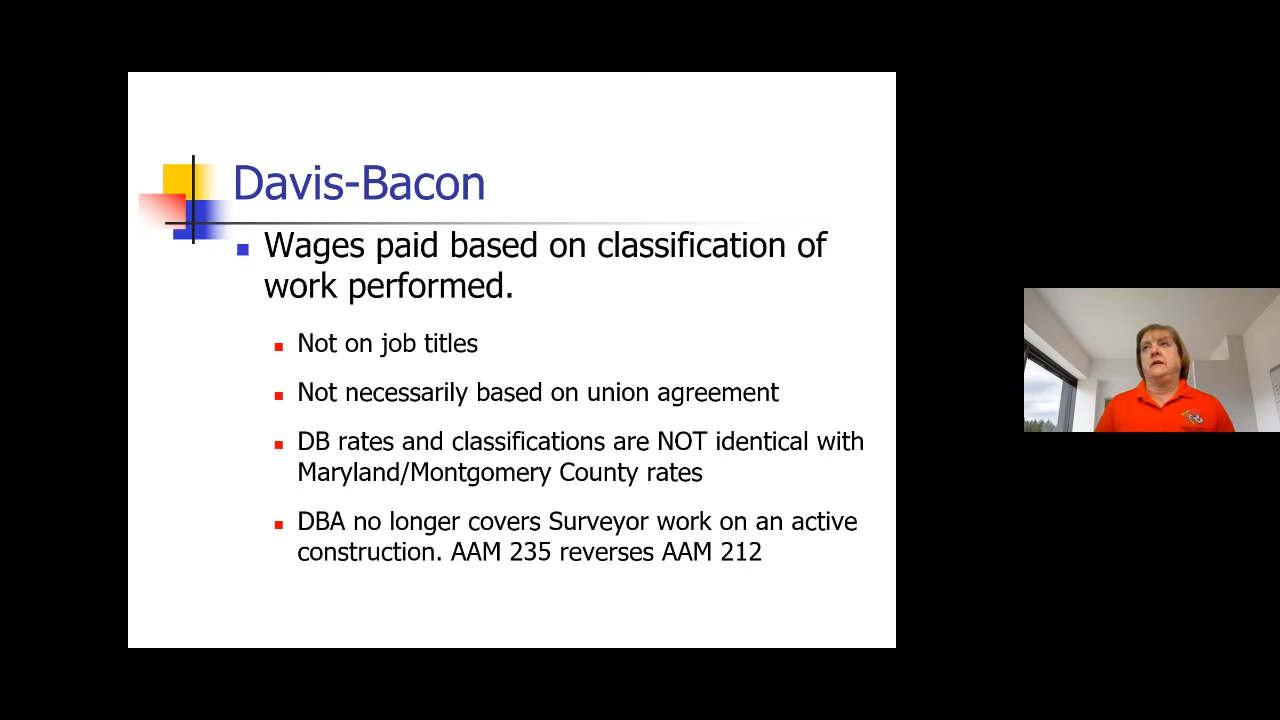 Davis-Bacon
Wages paid based on classification of
work performed.
Not on job titles
Not necessarily based on union agreement
DB rates and classifications are NOT identical with
Maryland/Montgomery County rates
DBA no longer covers Surveyor work on an active
construction. AAM 235 reverses AAM 212